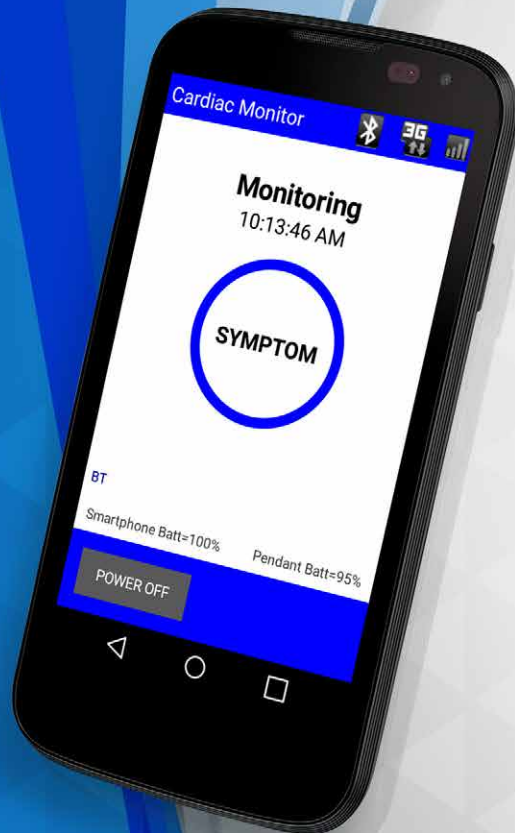 Cardiac Monitor
3G
Monitoring
10:13:46 AM
SYMPTOM
BT
Smartphone Batt=100%
Pendant Batt=95%
POWER OFF